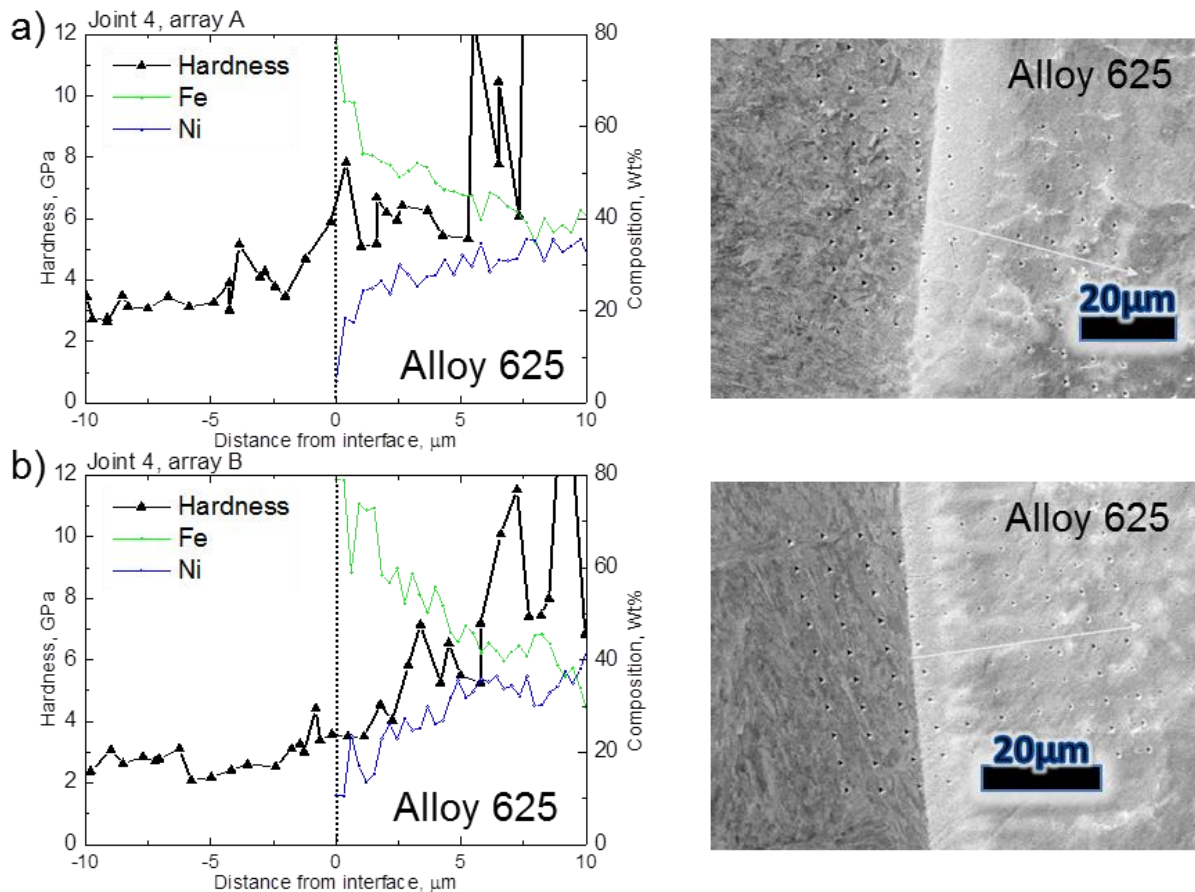 a)
Joint 4, array A
12
10
8
6
4
2
0
Hardness, GPa
Hardness
Fe
Ni
Alloy 625
80
60
40
20
0
Composition, Wt%
-10 -5 0 5 10
Distance from interface, μm
Alloy 625
20μm
b)
Joint 4, array B
12
10
8
6
4
2
0
Hardness, GPa
Hardness
Fe
Ni
Alloy 625
80
60
40
20
0
Composition, Wt%
-10 -5 0 5 10
Distance from interface, μm
Alloy 625
20μm